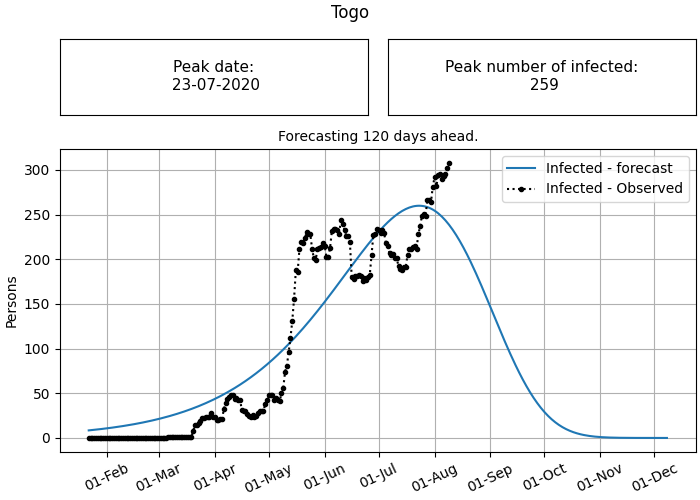 Togo
Peak date:
23-07-2020
Peak number of infected:
259
Forecasting 120 days ahead.
Persons
300
250
200
150
100
50
0
Infected - forecast
Infected - Observed
01-Feb
01-Mar
01-Apr
01-May
01-Jun
01-Jul
01-Aug
01-Sep
01-Oct
01-Nov
01-Dec